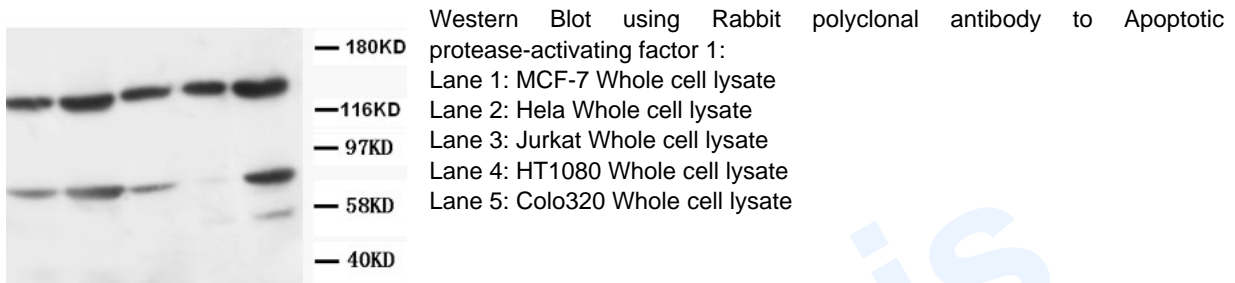 Western Blot using Rabbit polyclonal antibody to Apoptotic
protease-activating factor 1:
Lane 1: MCF-7 Whole cell lysate
Lane 2: Hela Whole cell lysate
Lane 3: Jurkat Whole cell lysate
Lane 4: HT1080 Whole cell lysate
Lane 5: Colo320 Whole cell lysate
180KD
116KD
97KD
58KD
40KD